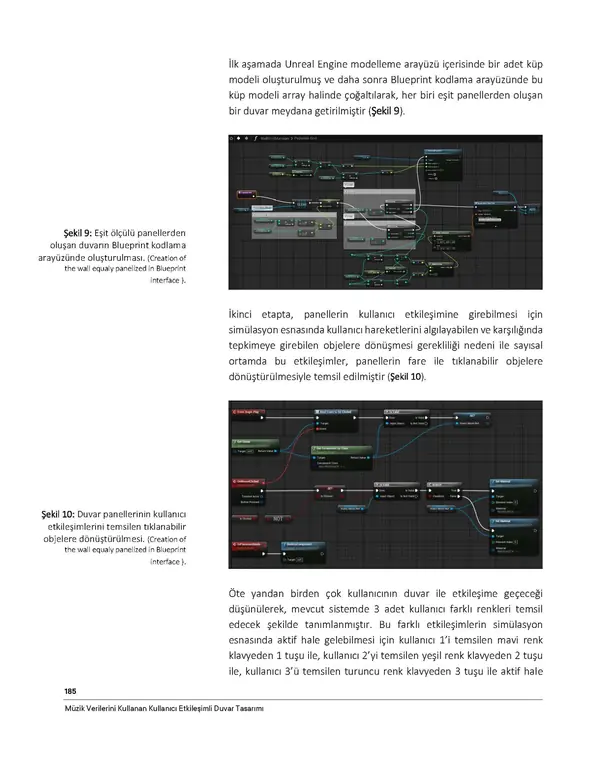 İlk aşamada Unreal Engine modelleme arayüzü içerisinde bir adet küp
modeli oluşturulmuş ve daha sonra Blueprint kodlama arayüzünde bu
küp modeli array halinde çoğaltılarak, her biri eşit panellerden oluşan
bir duvar meydana getirilmiştir (Şekil 9).
Şekil 9: Eşit ölçülü panellerden
oluşan duvarın Blueprint kodlama
arayüzünde oluşturulması. (Creation of
the wall equaly panelized in Blueprint
interface ).
İkinci etapta, panellerin kullanıcı etkileşimine girebilmesi için
simülasyon esnasında kullanıcı hareketlerini algılayabilen ve karşılığında
tepkimeye girebilen objelere dönüşmesi gerekliliği nedeni ile sayısal
ortamda bu etkileşimler, panellerin fare ile tıklanabilir objelere
dönüştürülmesiyle temsil edilmiştir (Şekil 10).
NOT
Şekil 10: Duvar panellerinin kullanıcı
etkileşimlerini temsilen tıklanabilir
objelere dönüştürülmesi. (Creation of
the wall equaly panelized in Blueprint
interface ).
Öte yandan birden çok kullanıcının duvar ile etkileşime geçeceği
düşünülerek, mevcut sistemde 3 adet kullanıcı farklı renkleri temsil
edecek şekilde tanımlanmıştır. Bu farklı etkileşimlerin simülasyon
esnasında aktif hale gelebilmesi için kullanıcı 1'i temsilen mavi renk
klavyeden 1 tuşu ile, kullanıcı 2'yi temsilen yeşil renk klavyeden 2 tuşu
ile, kullanıcı 3'ü temsilen turuncu renk klavyeden 3 tuşu ile aktif hale
185
Müzik Verilerini Kullanan Kullanıcı Etkileşimli Duvar Tasarımı